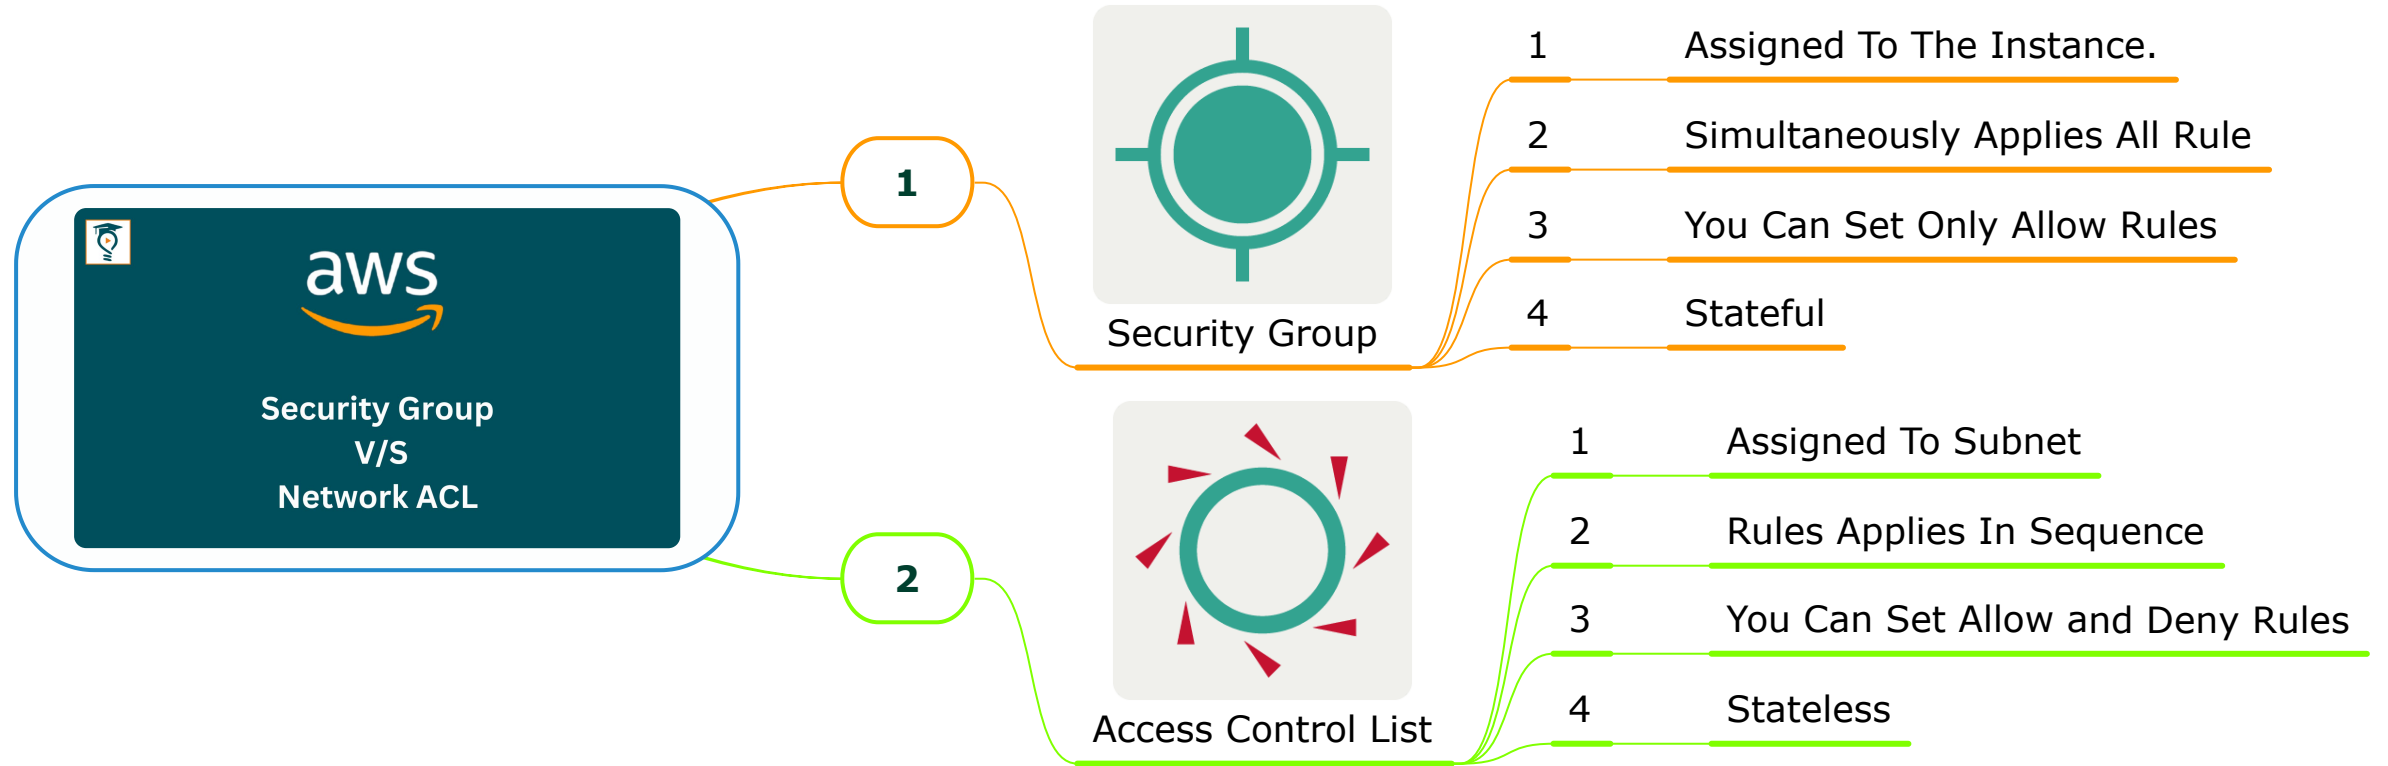 aws
Security Group
V/S
Network ACL
1
Security Group
1 Assigned To The Instance.
2 Simultaneously Applies All Rule
3 You Can Set Only Allow Rules
4 Stateful
2
Access Control List
1 Assigned To Subnet
2 Rules Applies In Sequence
3 You Can Set Allow and Deny Rules
4 Stateless